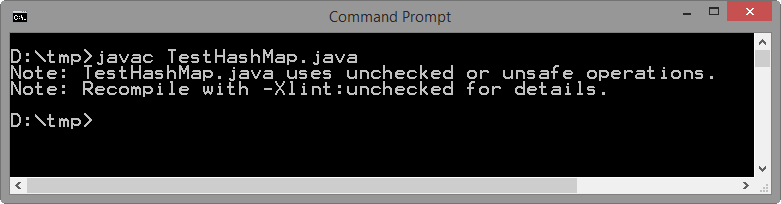 Command Prompt
D:\tmp>javac TestHashMap.java
Note: TestHashMap.java uses unchecked or unsafe operations.
Note: Recompile with -Xlint:unchecked for details.
D:\tmp>